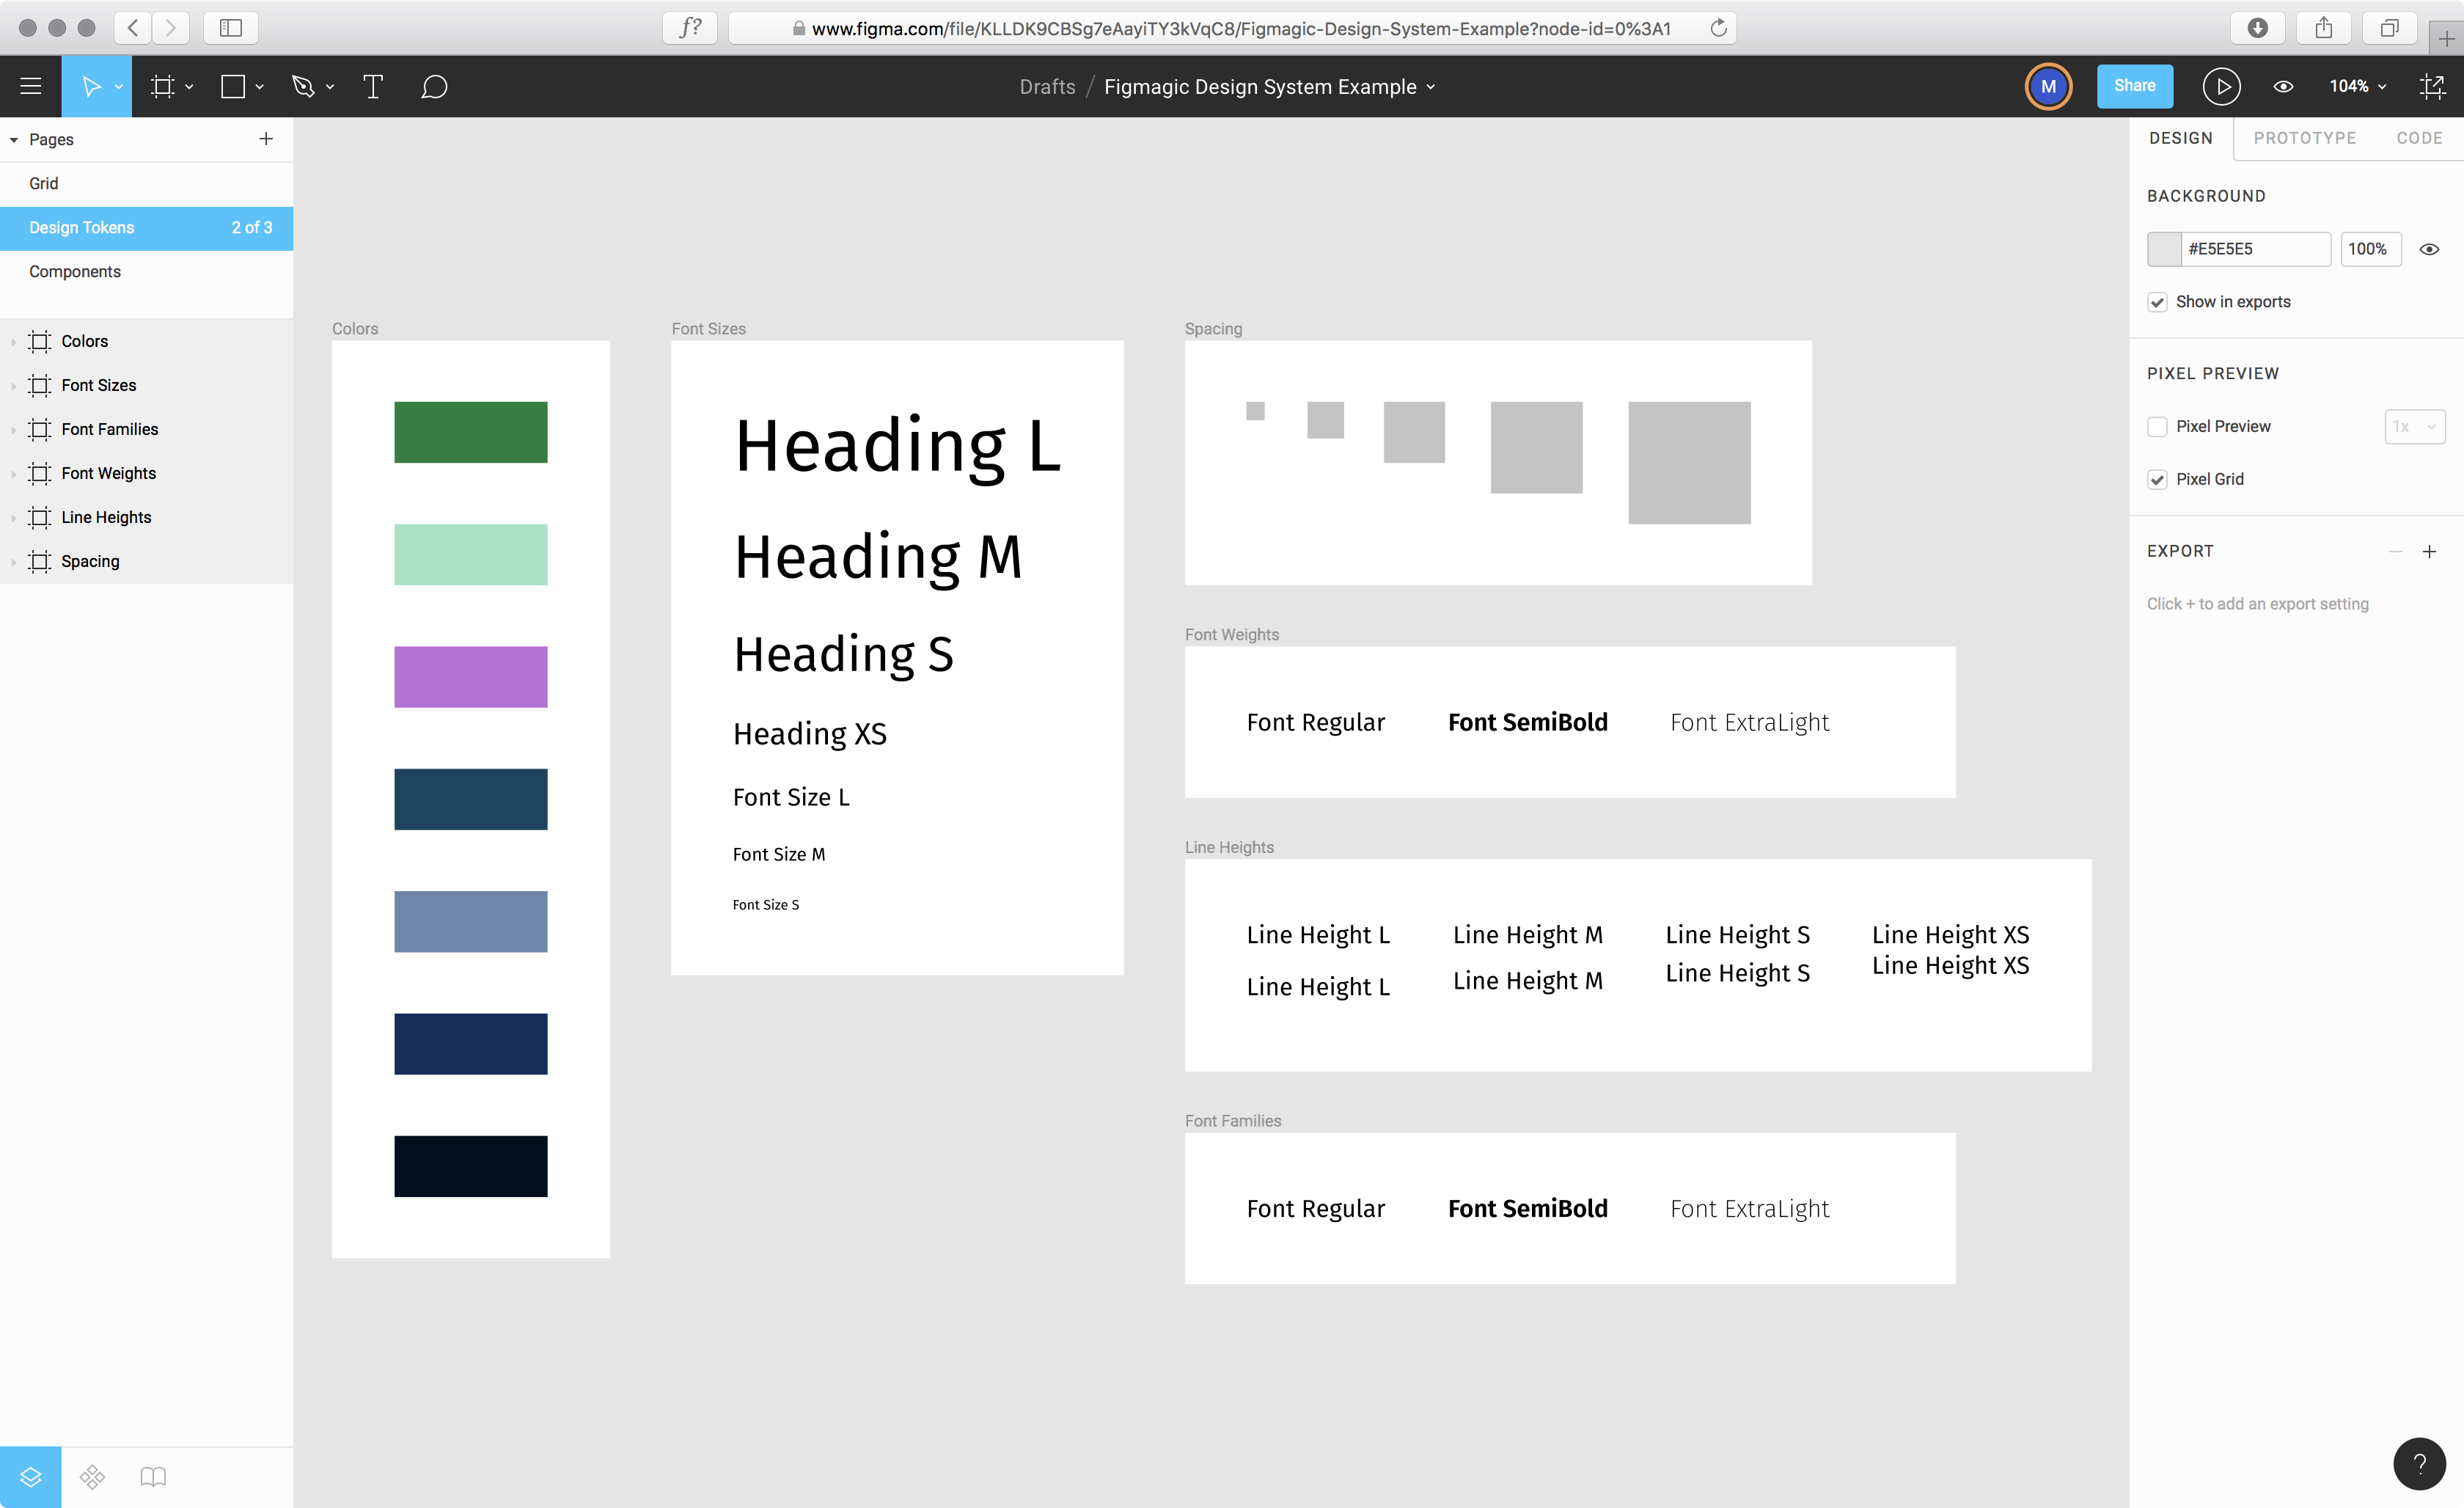 f?
www.figma.com/file/KLLDK9CBSg7eAayiTY3kVqC8/Figmagic-Design-System-Example?node-id=0%3A1
Drafts / Figmagic Design System Example
M
Share
104%
Pages
Grid
Design Tokens 2 of 3
Components
Colors
Font Sizes
Font Families
Font Weights
Line Heights
Spacing
Colors
Font Sizes
Heading L
Heading M
Heading S
Heading XS
Font Size L
Font Size M
Font Size S
Spacing
Font Weights
Font Regular Font SemiBold Font ExtraLight
Line Heights
Line Height L Line Height M Line Height S Line Height XS
Line Height L Line Height M Line Height S Line Height XS
Font Families
Font Regular Font SemiBold Font ExtraLight
DESIGN PROTOTYPE CODE
BACKGROUND
#E5E5E5 100%
Show in exports
PIXEL PREVIEW
Pixel Preview 1x
Pixel Grid
EXPORT
Click + to add an export setting
?